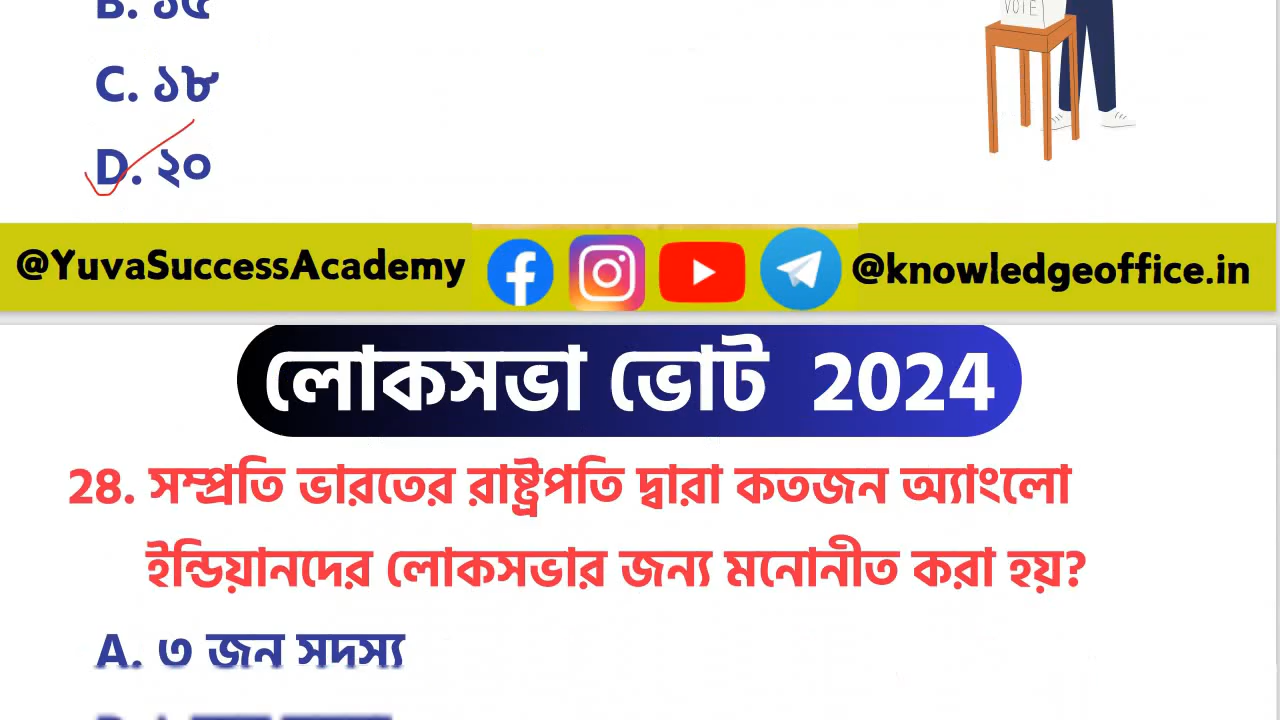 B. ১৫
C. ১৮
D. ২০
VOTE
@YuvaSuccessAcademy @knowledgeoffice.in
লোকসভা ভোট 2024
28. সম্প্রতি ভারতের রাষ্ট্রপতি দ্বারা কতজন অ্যাংলো
ইন্ডিয়ানদের লোকসভার জন্য মনোনীত করা হয়?
A. ৩ জন সদস্য